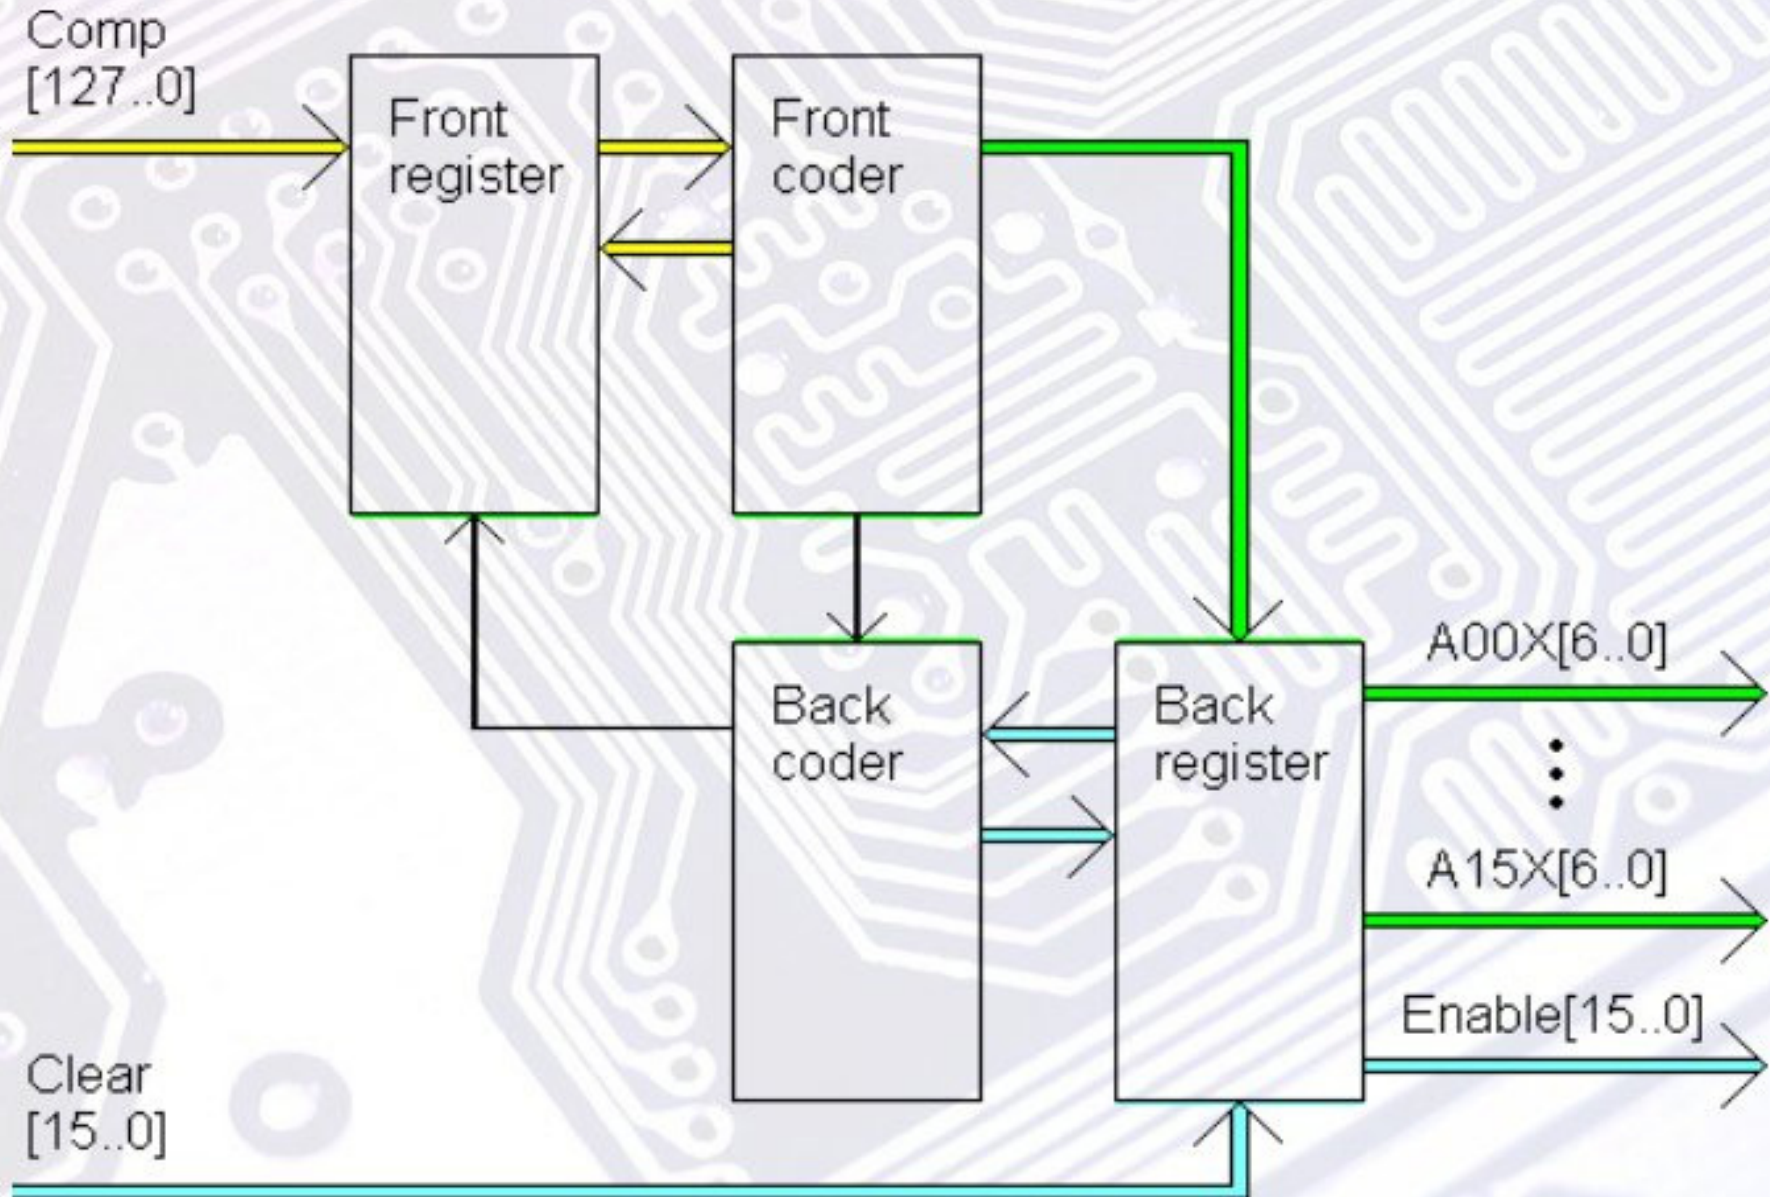 Comp
[127..0]
Front
register
Front
coder
Back
coder
Back
register
A00X[6..0]
A15X[6..0]
Enable[15..0]
Clear
[15..0]